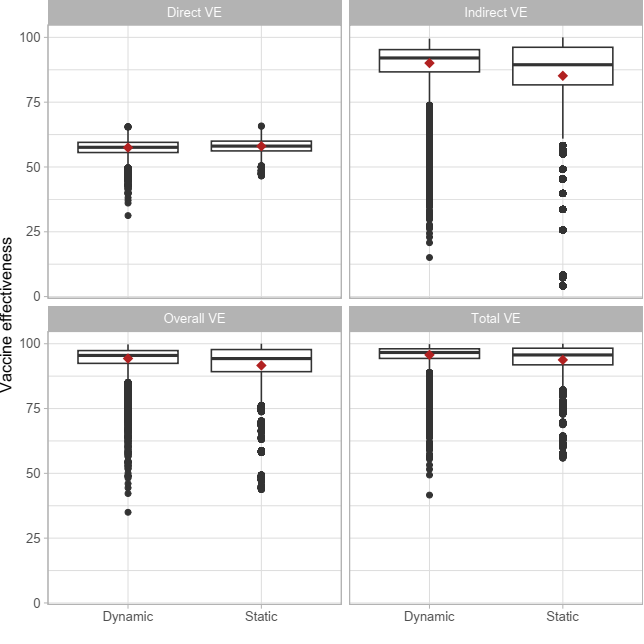 Direct VE
Indirect VE
100
75
50
25
0
Vaccine effectiveness
Overall VE
Total VE
100
75
50
25
0
Dynamic
Static
Dynamic
Static